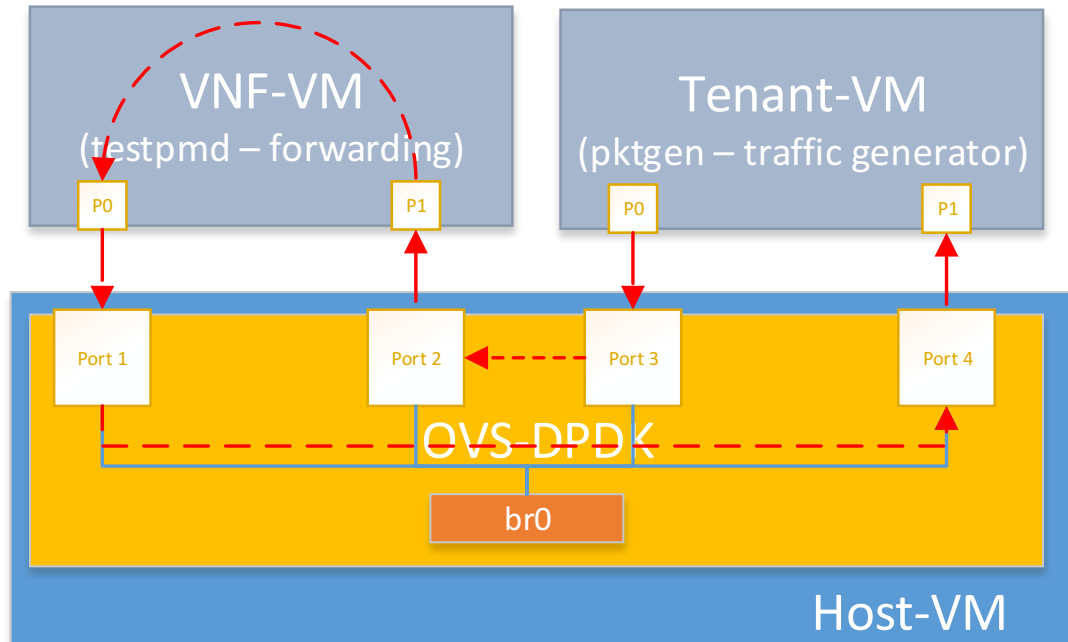 VNF-VM
(testpmd – forwarding)
P0
P1
Tenant-VM
(pktgen – traffic generator)
P0
P1
Port 1
Port 2
Port 3
Port 4
OVS-DPDK
br0
Host-VM